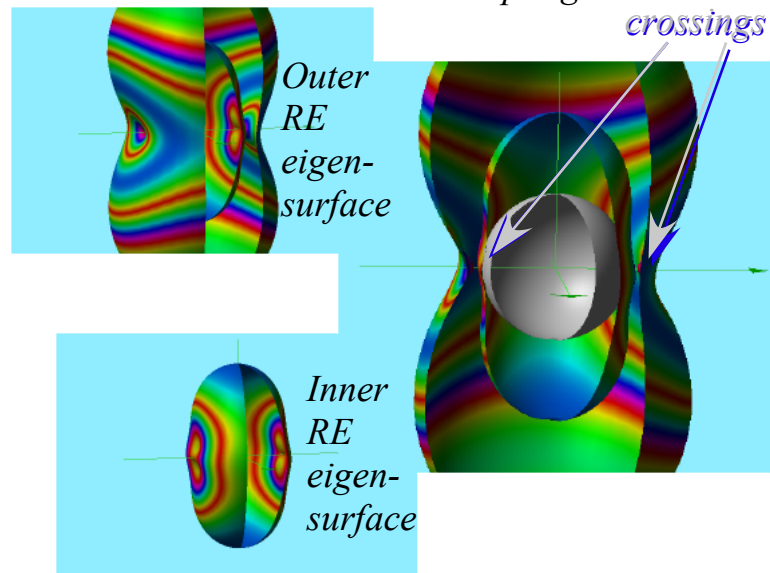 crossings
Outer
RE
eigen-
surface
Inner
RE
eigen-
surface